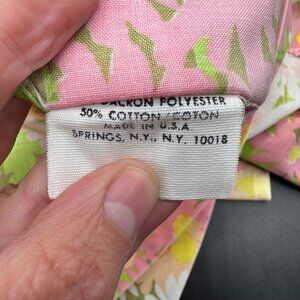 DACRON POLYESTER
50% COTTON/COTON
MADE IN U.S.A.
SPRINGS, N.Y., N.Y. 10018